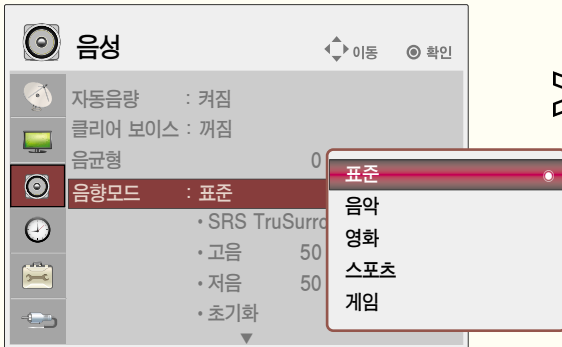 음성 이동 확인
자동음량 : 켜짐
클리어 보이스 : 꺼짐
음균형 0
음향모드 : 표준
• SRS TruSurro
• 고음 50
• 저음 50
• 초기화
표준
음악
영화
스포츠
게임